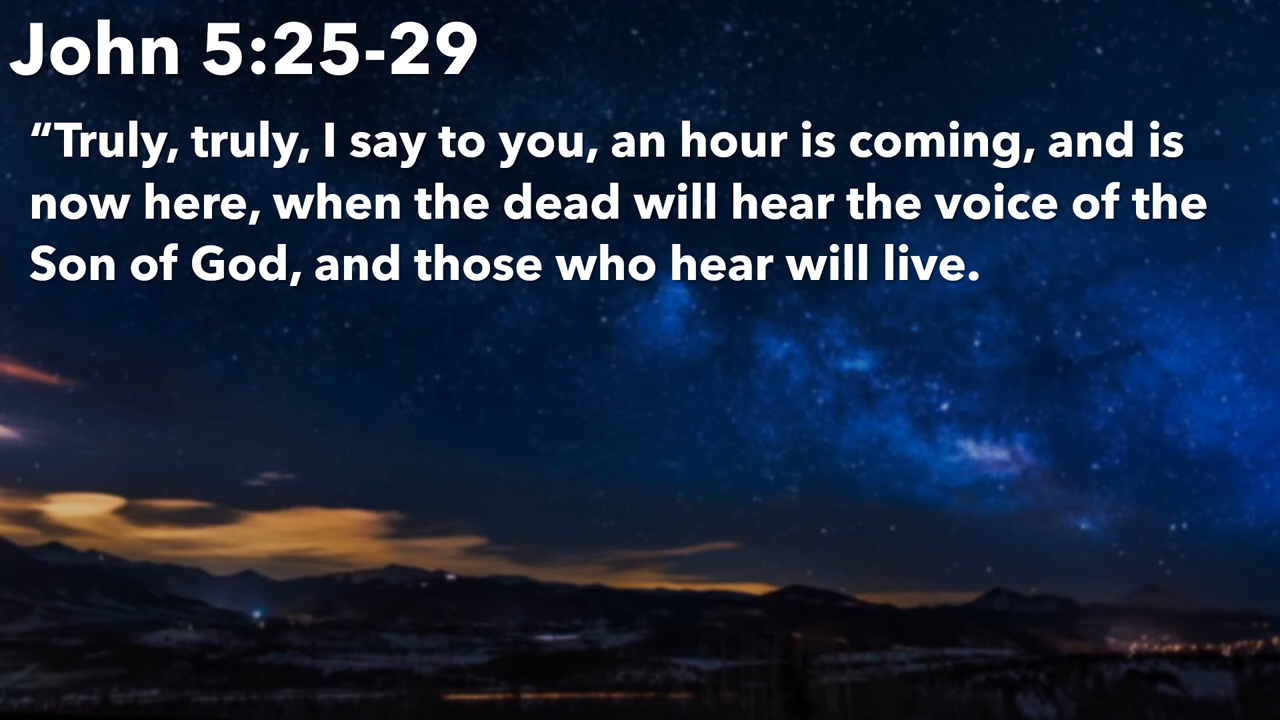 John 5:25-29
“Truly, truly, I say to you, an hour is coming, and is
now here, when the dead will hear the voice of the
Son of God, and those who hear will live.